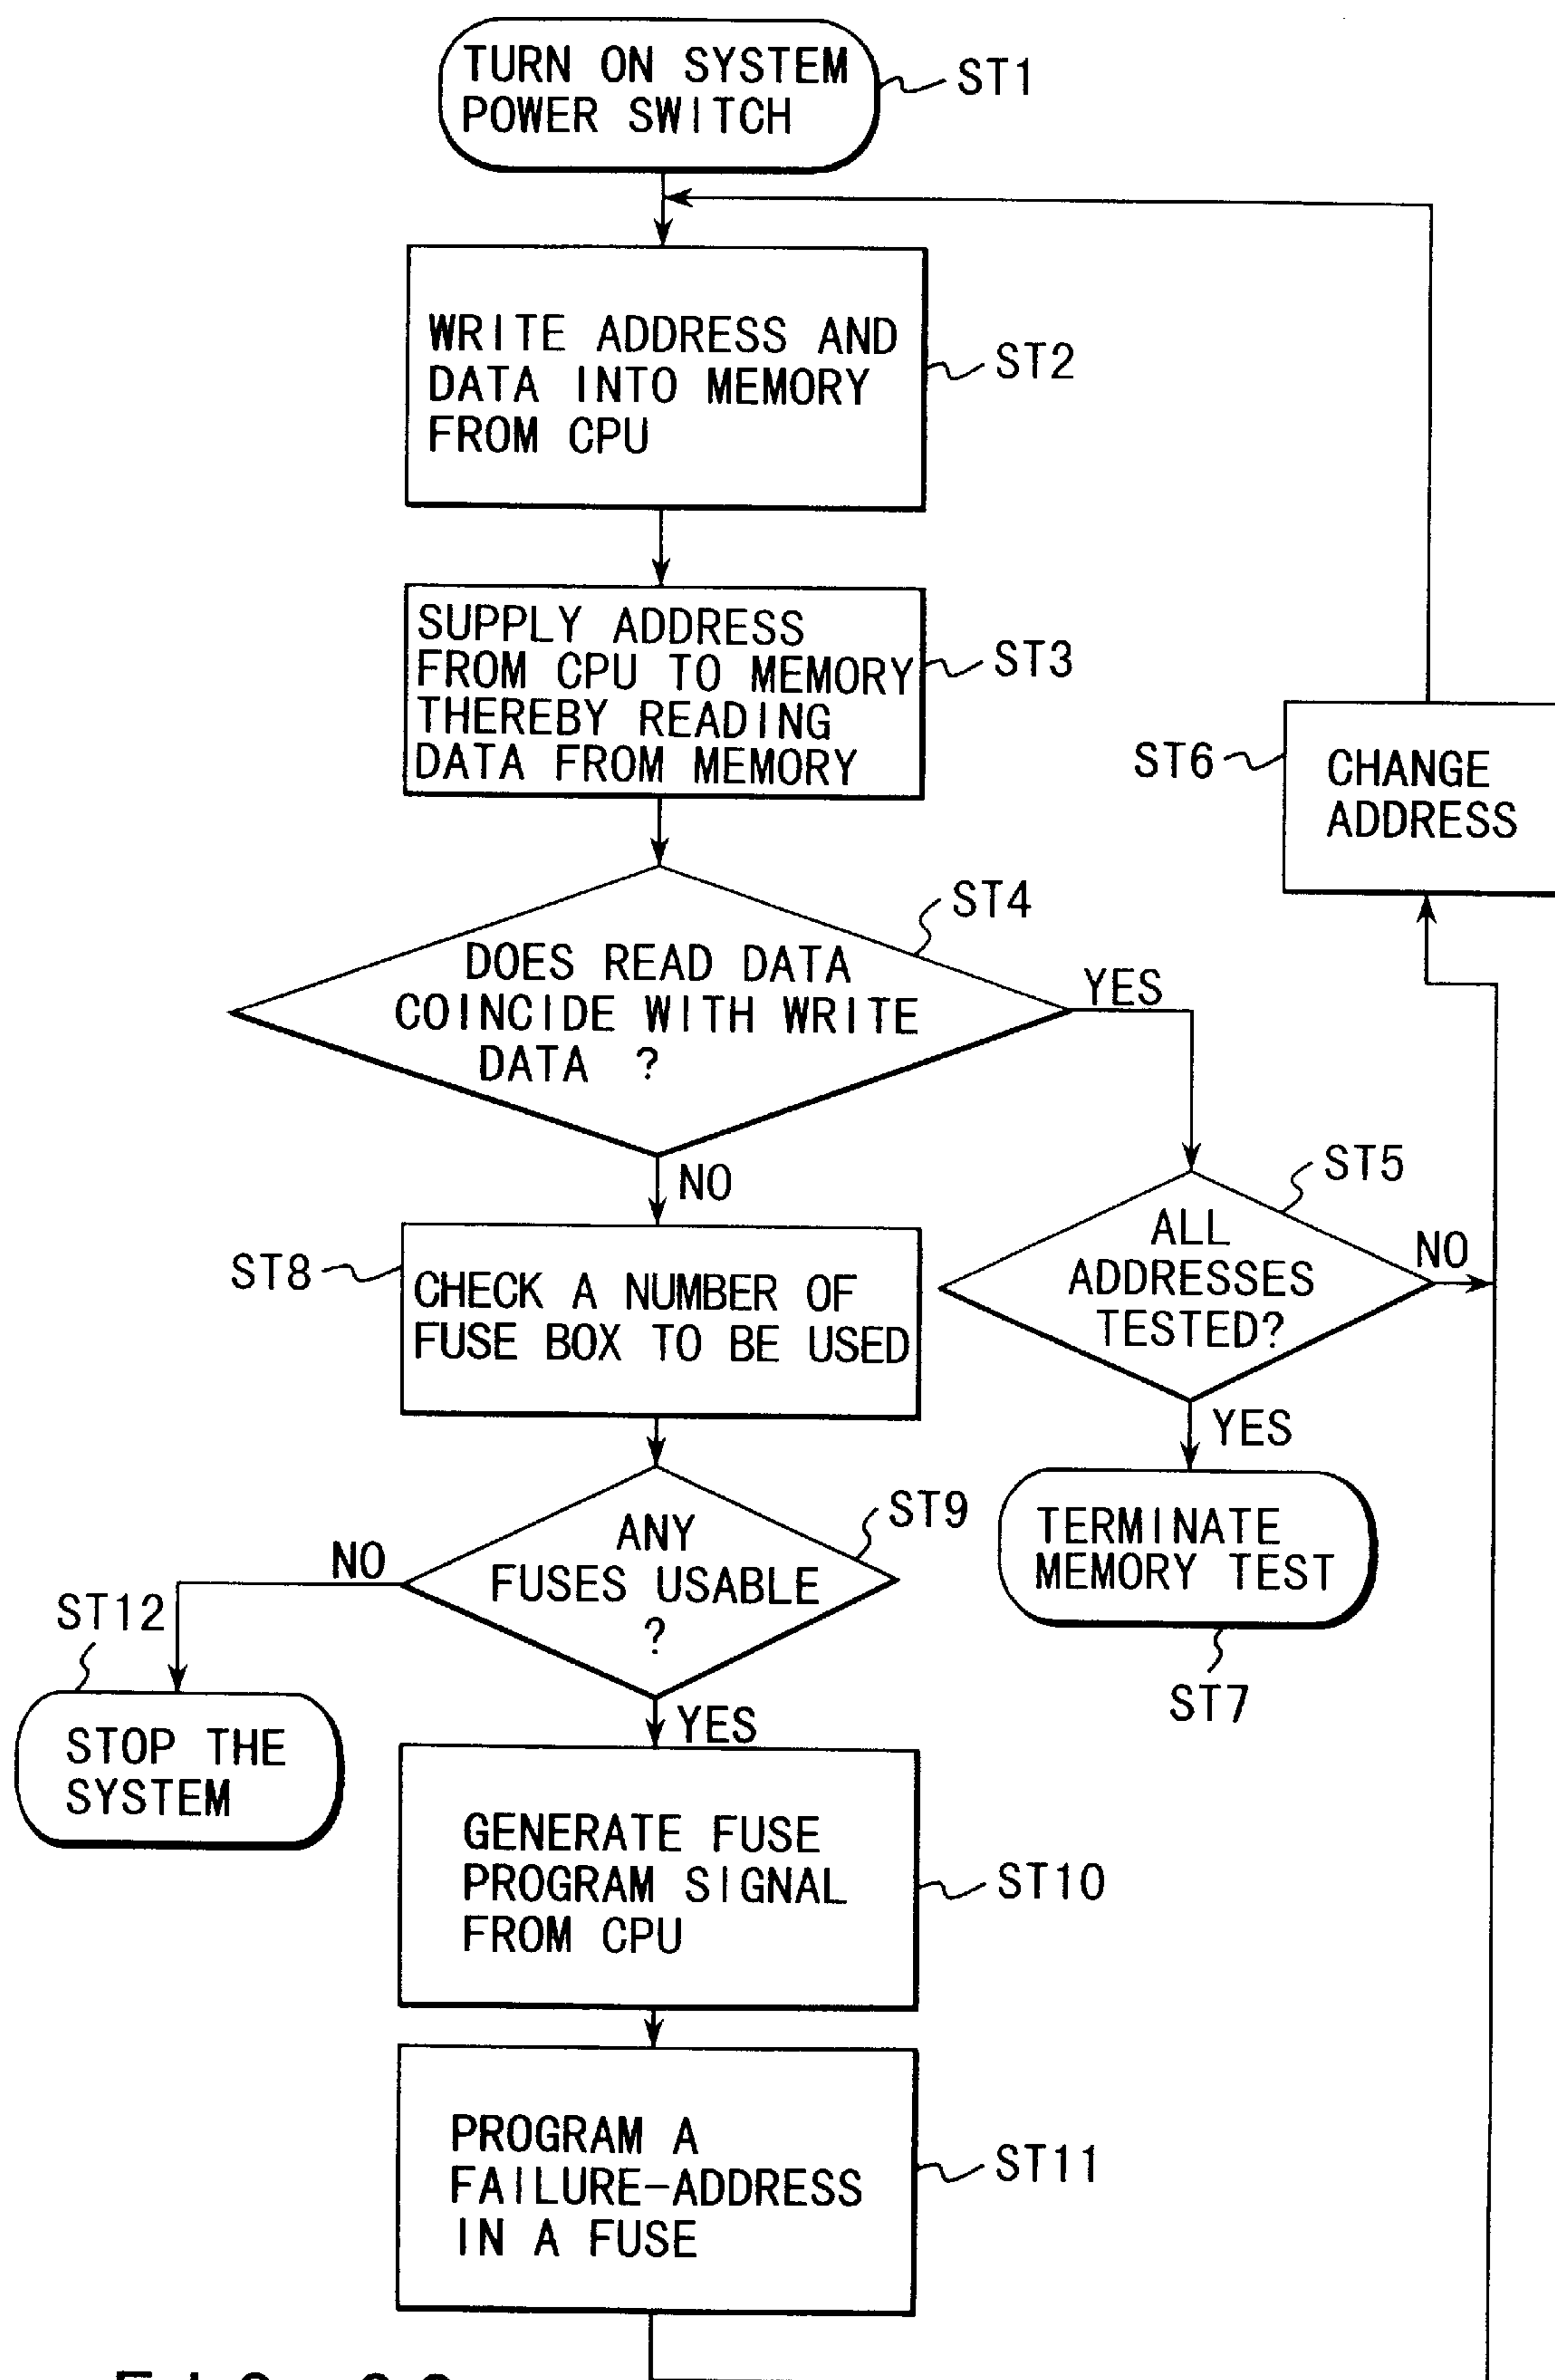 TURN ON SYSTEM
POWER SWITCH
ST1
WRITE ADDRESS AND
DATA INTO MEMORY
FROM CPU
ST2
SUPPLY ADDRESS
FROM CPU TO MEMORY
THEREBY READING
DATA FROM MEMORY
ST3
ST6
CHANGE
ADDRESS
ST4
DOES READ DATA
COINCIDE WITH WRITE
DATA ?
YES
NO
ST5
ALL
ADDRESSES
TESTED?
NO
YES
ST8
CHECK A NUMBER OF
FUSE BOX TO BE USED
ST9
ANY
FUSES USABLE
?
NO
YES
TERMINATE
MEMORY TEST
ST7
ST12
STOP THE
SYSTEM
GENERATE FUSE
PROGRAM SIGNAL
FROM CPU
ST10
PROGRAM A
FAILURE-ADDRESS
IN A FUSE
ST11